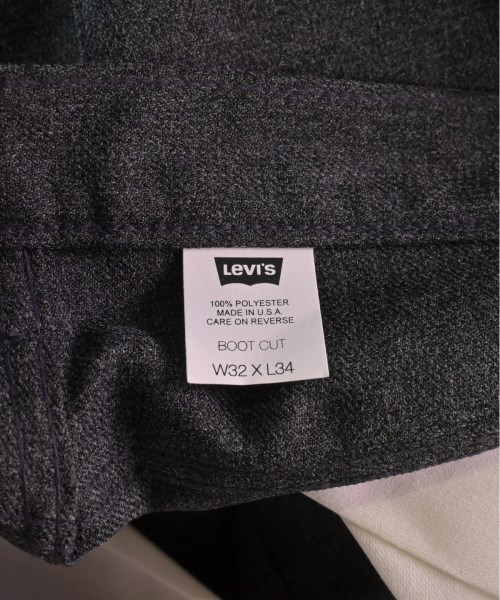 Levi's
100% POLYESTER
MADE IN U.S.A.
CARE ON REVERSE
BOOT CUT
W32 X L34